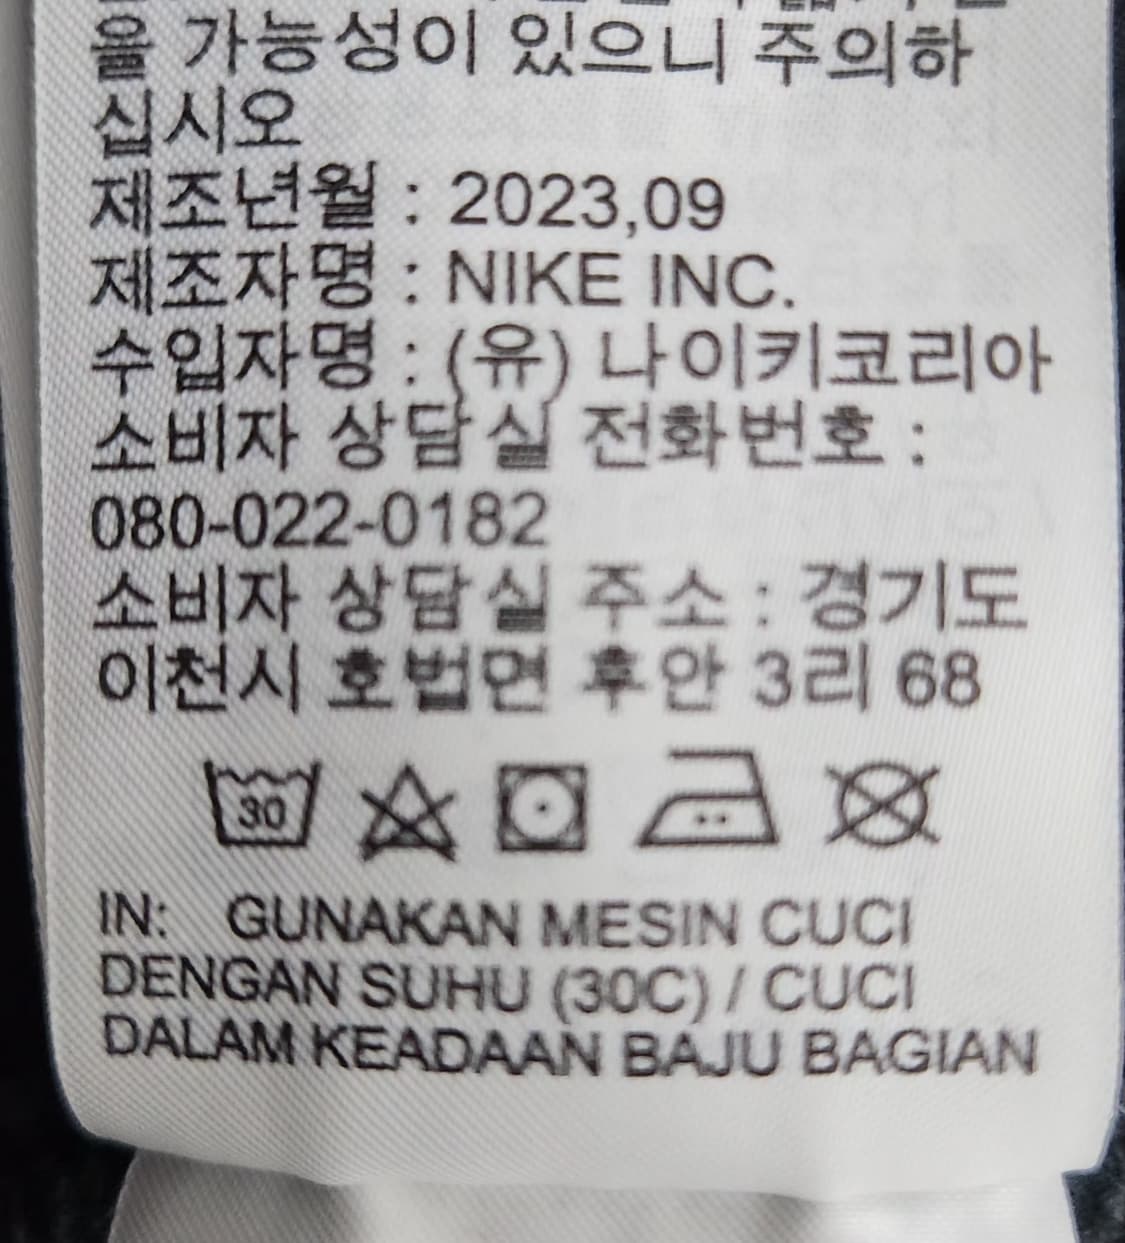 을 가능성이 있으니 주의하
십시오
제조년월 : 2023,09
제조자명 : NIKE INC.
수입자명 : (유) 나이키코리아
소비자 상담실 전화번호 :
080-022-0182
소비자 상담실 주소 : 경기도
이천시 호법면 후안 3리 68
30
IN: GUNAKAN MESIN CUCI
DENGAN SUHU (30C) / CUCI
DALAM KEADAAN BAJU BAGIAN